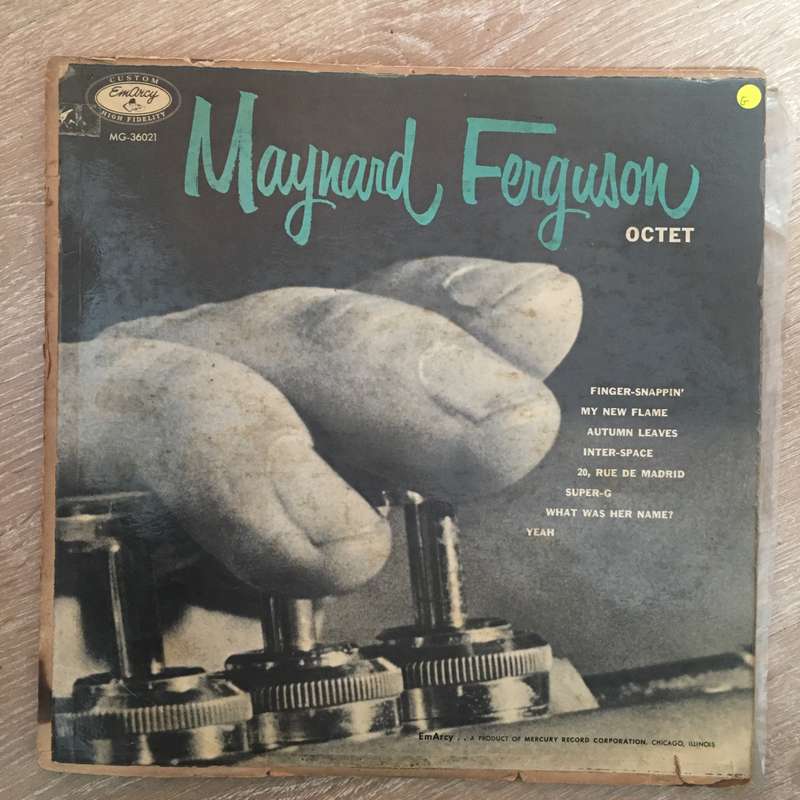 CUSTOM
EmArcy
HIGH FIDELITY
MG-36021
G
Maynard Ferguson
OCTET
FINGER-SNAPPIN'
MY NEW FLAME
AUTUMN LEAVES
INTER-SPACE
20, RUE DE MADRID
SUPER-G
WHAT WAS HER NAME?
YEAH
EmArcy . . A PRODUCT OF MERCURY RECORD CORPORATION, CHICAGO, ILLINOIS